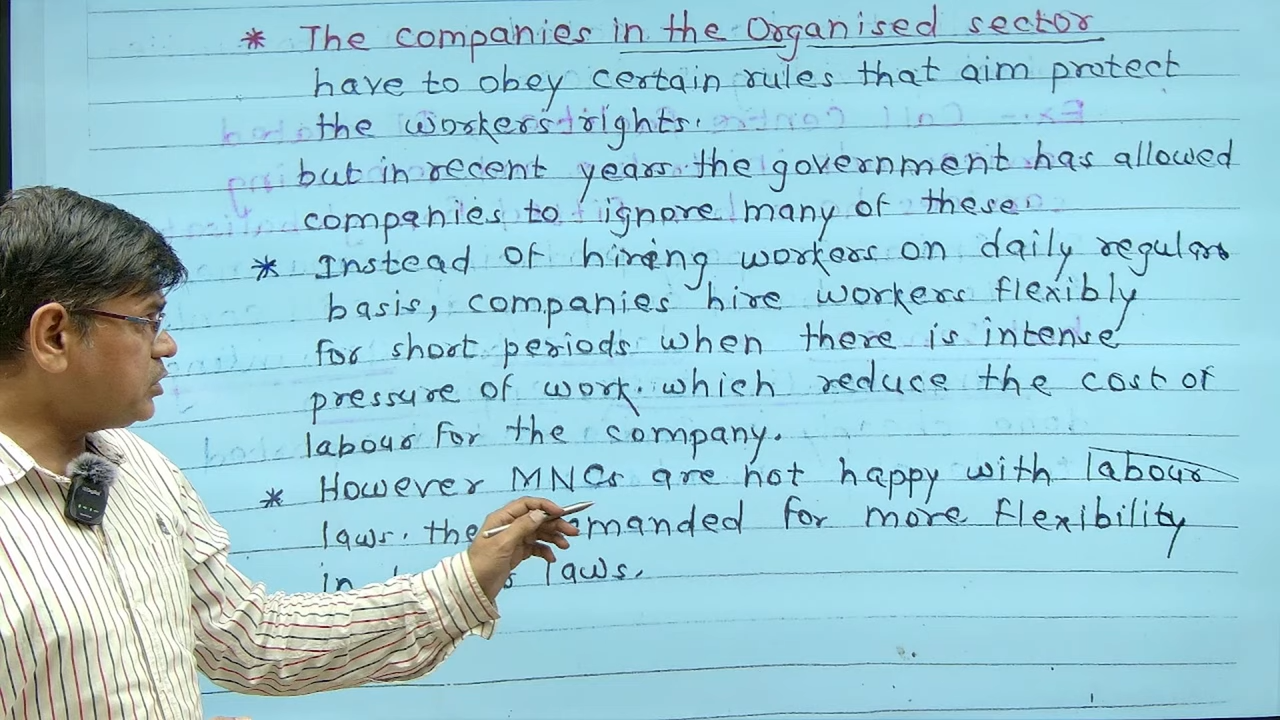 * The companies in the Organised sector
have to obey certain rules that aim protect
the workers rights.
but in recent years the government has allowed
companies to ignore many of these.
* Instead of hiring workers on daily regular
basis, companies hire workers flexibly
for short periods when there is intense
pressure of work. which reduce the cost of
labour for the company.
* However MNCs are not happy with labour
laws. the manded for more flexibility
in laws.